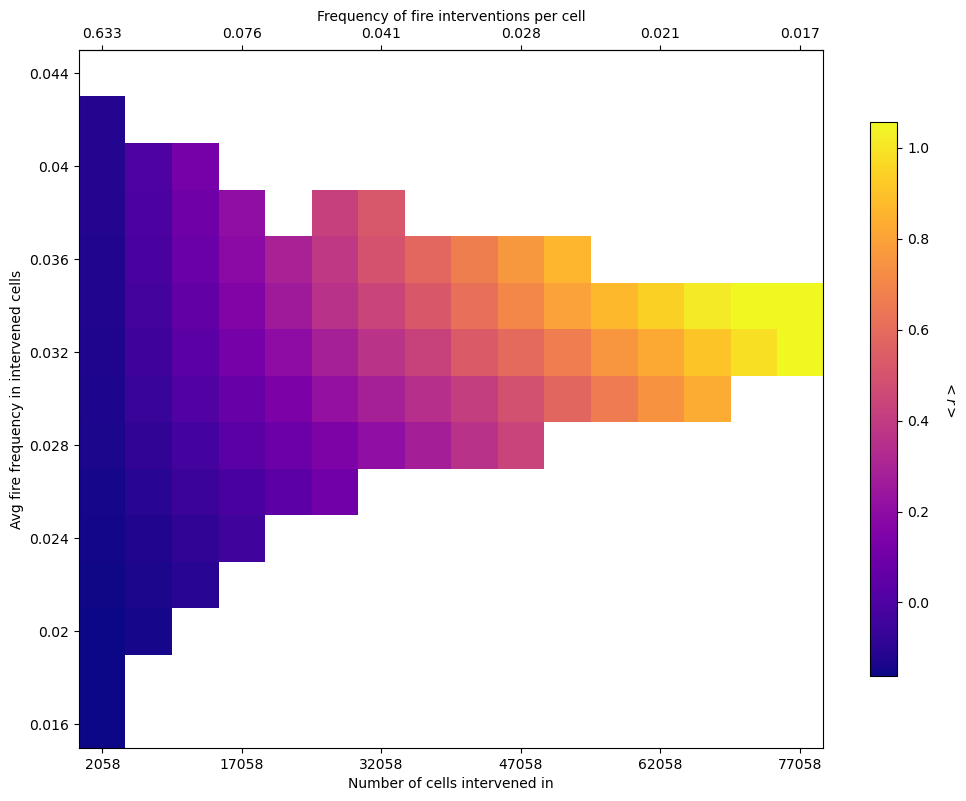 Frequency of fire interventions per cell
0.633 0.076 0.041 0.028 0.021 0.017
0.044
0.04
0.036
0.032
0.028
0.024
0.02
0.016
Avg fire frequency in intervened cells
2058 17058 32058 47058 62058 77058
Number of cells intervened in
1.0
0.8
0.6
0.4
0.2
0.0
< r >